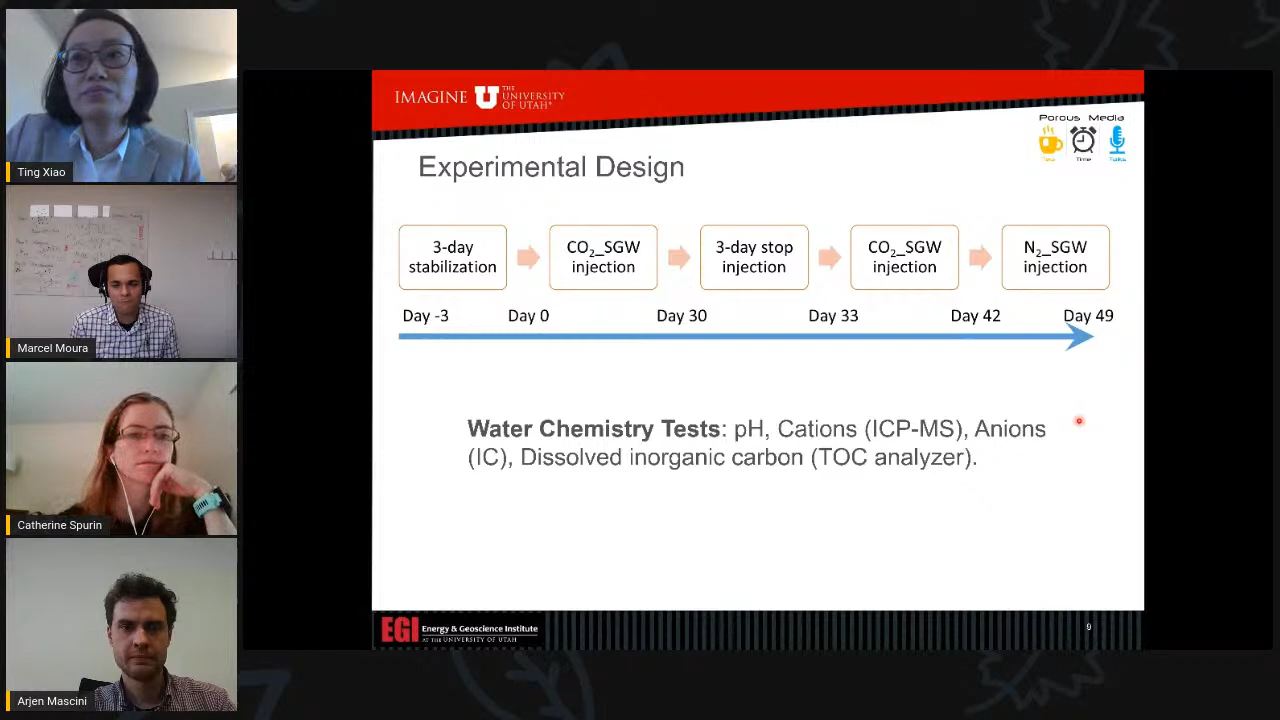 Ting Xiao
Marcel Moura
Catherine Spurin
Arjen Mascini
IMAGINE U THE UNIVERSITY OF UTAH®
Porous Media
Tea Time Talks
Experimental Design
3-day stabilization
CO₂_SGW injection
3-day stop injection
CO₂_SGW injection
N₂_SGW injection
Day -3 Day 0 Day 30 Day 33 Day 42 Day 49
Water Chemistry Tests: pH, Cations (ICP-MS), Anions
(IC), Dissolved inorganic carbon (TOC analyzer).
EGI Energy & Geoscience Institute
AT THE UNIVERSITY OF UTAH
9